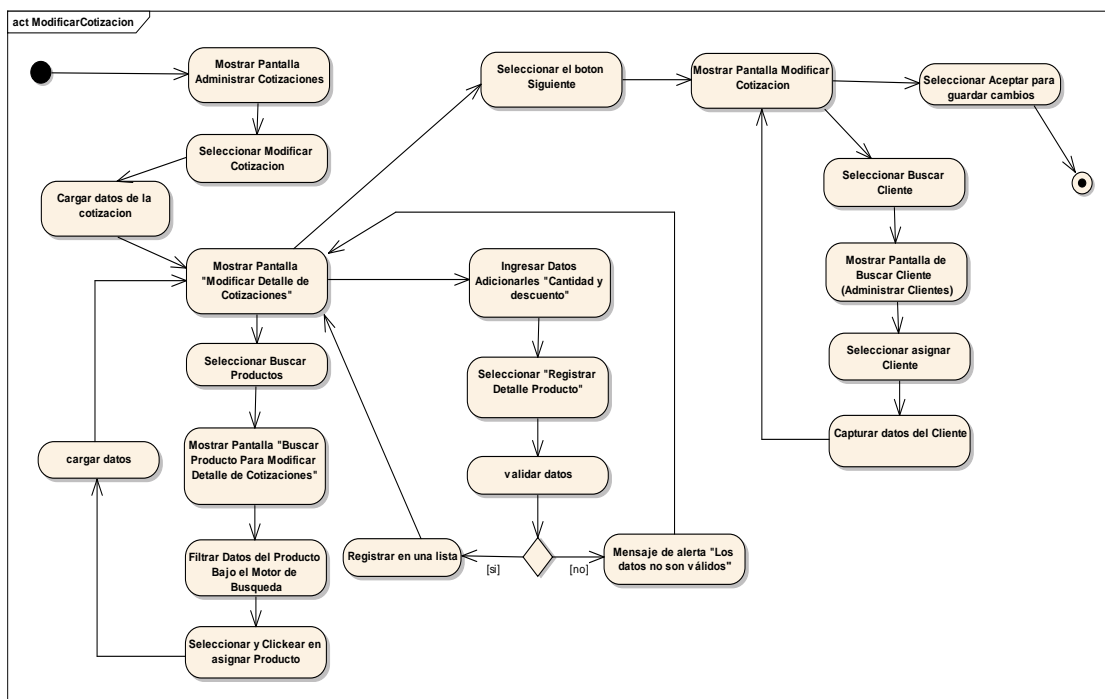 act ModificarCotizacion
Mostrar Pantalla
Administrar Cotizaciones
Seleccionar Modificar
Cotizacion
Cargar datos de la
cotizacion
Mostrar Pantalla
"Modificar Detalle de
Cotizaciones"
Seleccionar Buscar
Productos
Mostrar Pantalla "Buscar
Producto Para Modificar
Detalle de Cotizaciones"
Filtrar Datos del Producto
Bajo el Motor de
Busqueda
Seleccionar y Clickear en
asignar Producto
cargar datos
Seleccionar el boton
Siguiente
Ingresar Datos
Adicionarles "Cantidad y
descuento"
Seleccionar "Registrar
Detalle Producto"
validar datos
Registrar en una lista
[si]
[no]
Mensaje de alerta "Los
datos no son válidos"
Mostrar Pantalla Modificar
Cotizacion
Seleccionar Aceptar para
guardar cambios
Seleccionar Buscar
Cliente
Mostrar Pantalla de
Buscar Cliente
(Administrar Clientes)
Seleccionar asignar
Cliente
Capturar datos del Cliente